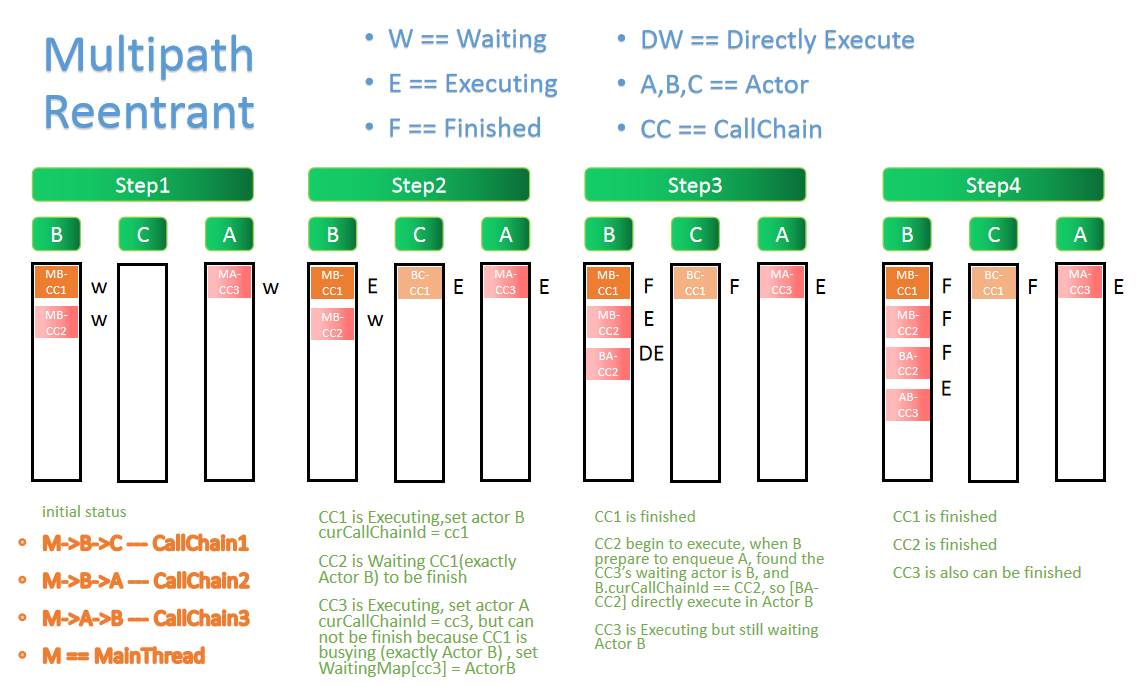 Multipath
Reentrant
• W == Waiting
• E == Executing
• F == Finished
• DW == Directly Execute
• A,B,C == Actor
• CC == CallChain
Step1
B C A
MB-
CC1
W
MA-
CC3
W
MB-
CC2
W
initial status
M->B->C --- CallChain1
M->B->A --- CallChain2
M->A->B --- CallChain3
M == MainThread
Step2
B C A
MB-
CC1
E
BC-
CC1
E
MA-
CC3
E
MB-
CC2
W
CC1 is Executing,set actor B
curCallChainId = cc1
CC2 is Waiting CC1(exactly
Actor B) to be finish
CC3 is Executing, set actor A
curCallChainId = cc3, but can
not be finish because CC1 is
busying (exactly Actor B) , set
WaitingMap[cc3] = ActorB
Step3
B C A
MB-
CC1
F
BC-
CC1
F
MA-
CC3
E
MB-
CC2
E
BA-
CC2
DE
CC1 is finished
CC2 begin to execute, when B
prepare to enqueue A, found the
CC3's waiting actor is B, and
B.curCallChainId == CC2, so [BA-
CC2] directly execute in Actor B
CC3 is Executing but still waiting
Actor B
Step4
B C A
MB-
CC1
F
BC-
CC1
F
MA-
CC3
E
MB-
CC2
F
BA-
CC2
F
AB-
CC3
E
CC1 is finished
CC2 is finished
CC3 is also can be finished